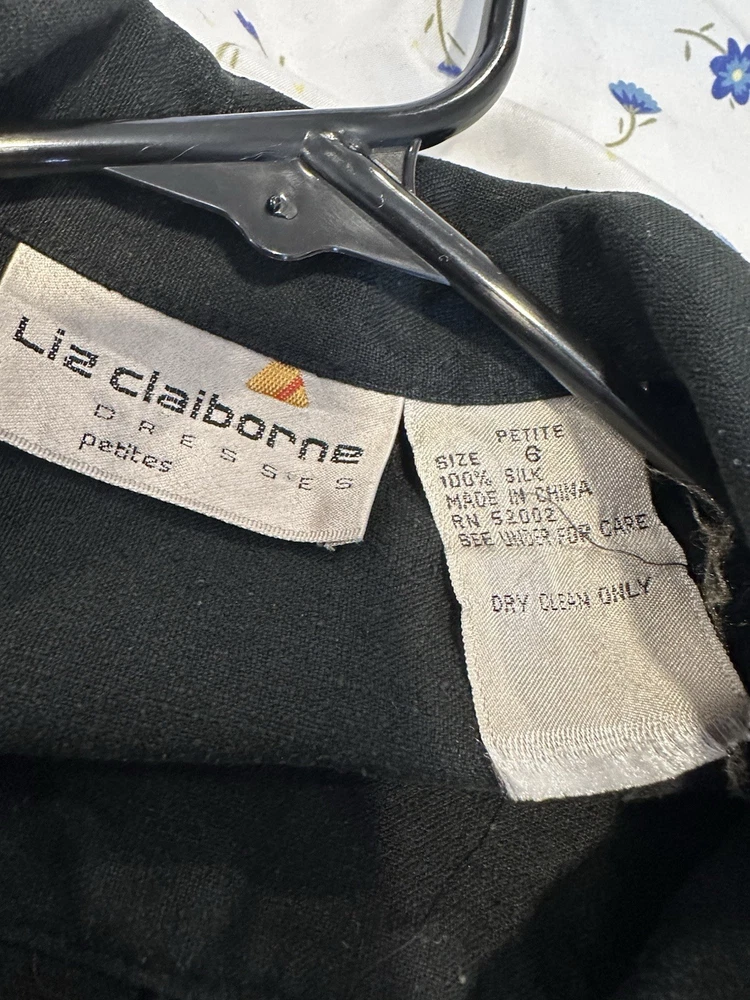 Liz claiborne
DRESSES
petites
PETITE
SIZE 6
100% SILK
MADE IN CHINA
RN 52002
SEE UNDER FOR CARE
DRY CLEAN ONLY